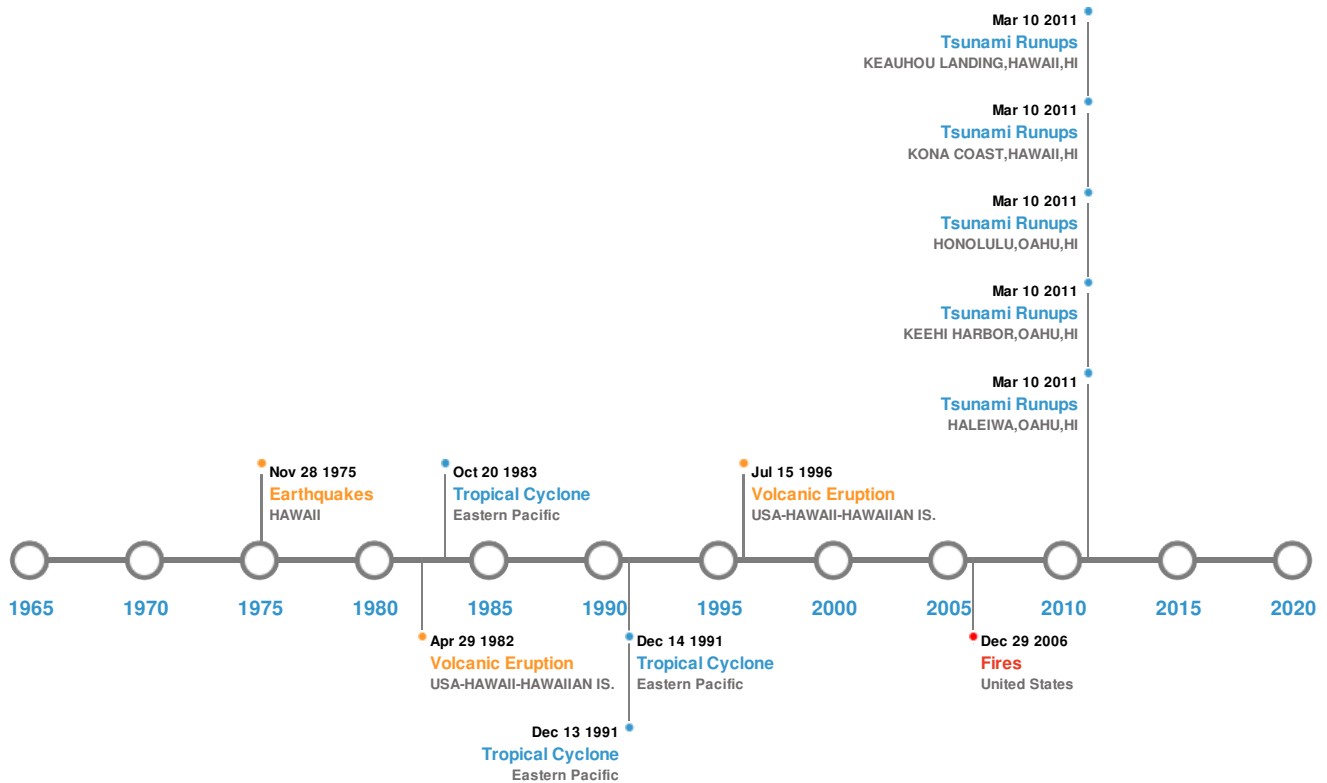 Mar 10 2011
Tsunami Runups
KEAUHOU LANDING,HAWAII,HI
Mar 10 2011
Tsunami Runups
KONA COAST,HAWAII,HI
Mar 10 2011
Tsunami Runups
HONOLULU,OAHU,HI
Mar 10 2011
Tsunami Runups
KEEHI HARBOR,OAHU,HI
Mar 10 2011
Tsunami Runups
HALEIWA,OAHU,HI
Nov 28 1975
Earthquakes
HAWAII
Oct 20 1983
Tropical Cyclone
Eastern Pacific
Jul 15 1996
Volcanic Eruption
USA-HAWAII-HAWAIIAN IS.
1965 1970 1975 1980 1985 1990 1995 2000 2005 2010 2015 2020
Apr 29 1982
Volcanic Eruption
USA-HAWAII-HAWAIIAN IS.
Dec 14 1991
Tropical Cyclone
Eastern Pacific
Dec 29 2006
Fires
United States
Dec 13 1991
Tropical Cyclone
Eastern Pacific